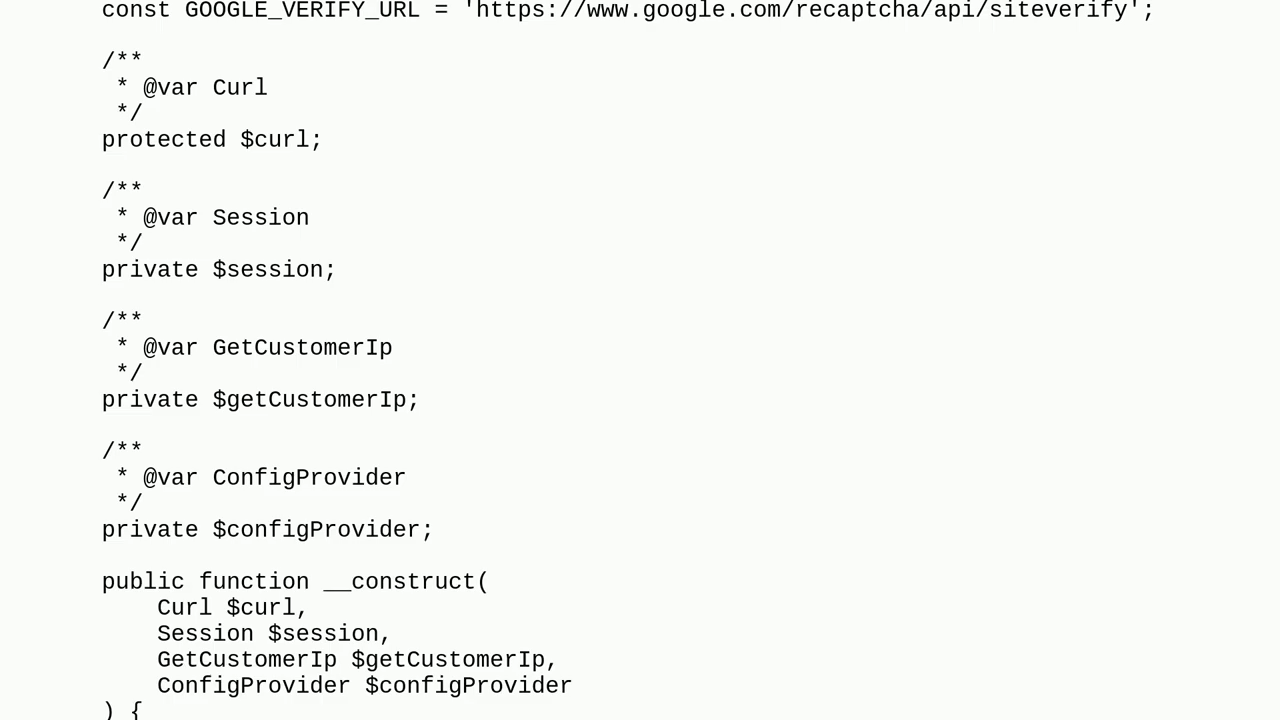 const GOOGLE_VERIFY_URL = 'https://www.google.com/recaptcha/api/siteverify';
/**
 * @var Curl
 */
protected $curl;
/**
 * @var Session
 */
private $session;
/**
 * @var GetCustomerIp
 */
private $getCustomerIp;
/**
 * @var ConfigProvider
 */
private $configProvider;
public function __construct(
    Curl $curl,
    Session $session,
    GetCustomerIp $getCustomerIp,
    ConfigProvider $configProvider
) {